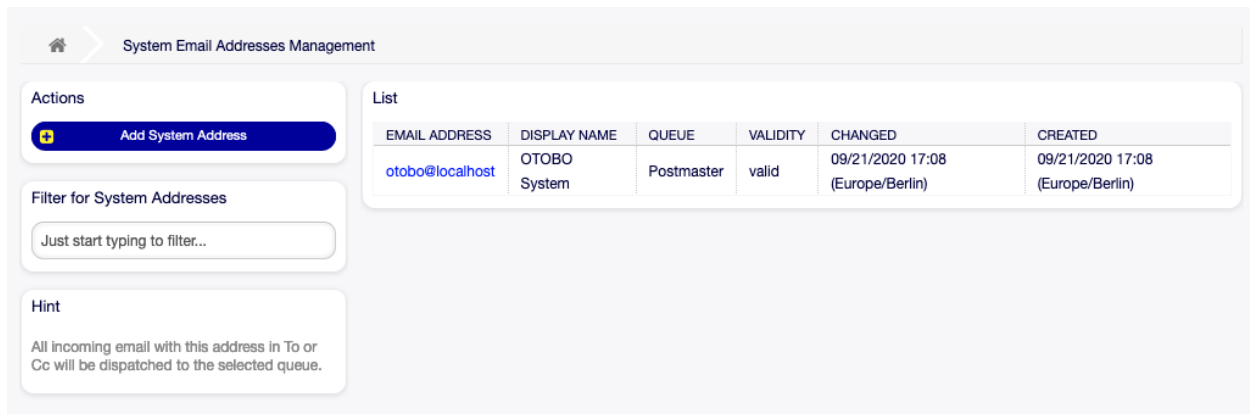 System Email Addresses Management
Actions
Add System Address
Filter for System Addresses
Just start typing to filter...
Hint
All incoming email with this address in To or
Cc will be dispatched to the selected queue.
List
EMAIL ADDRESS DISPLAY NAME QUEUE VALIDITY CHANGED CREATED
otobo@localhost OTOBO System Postmaster valid 09/21/2020 17:08 (Europe/Berlin) 09/21/2020 17:08 (Europe/Berlin)